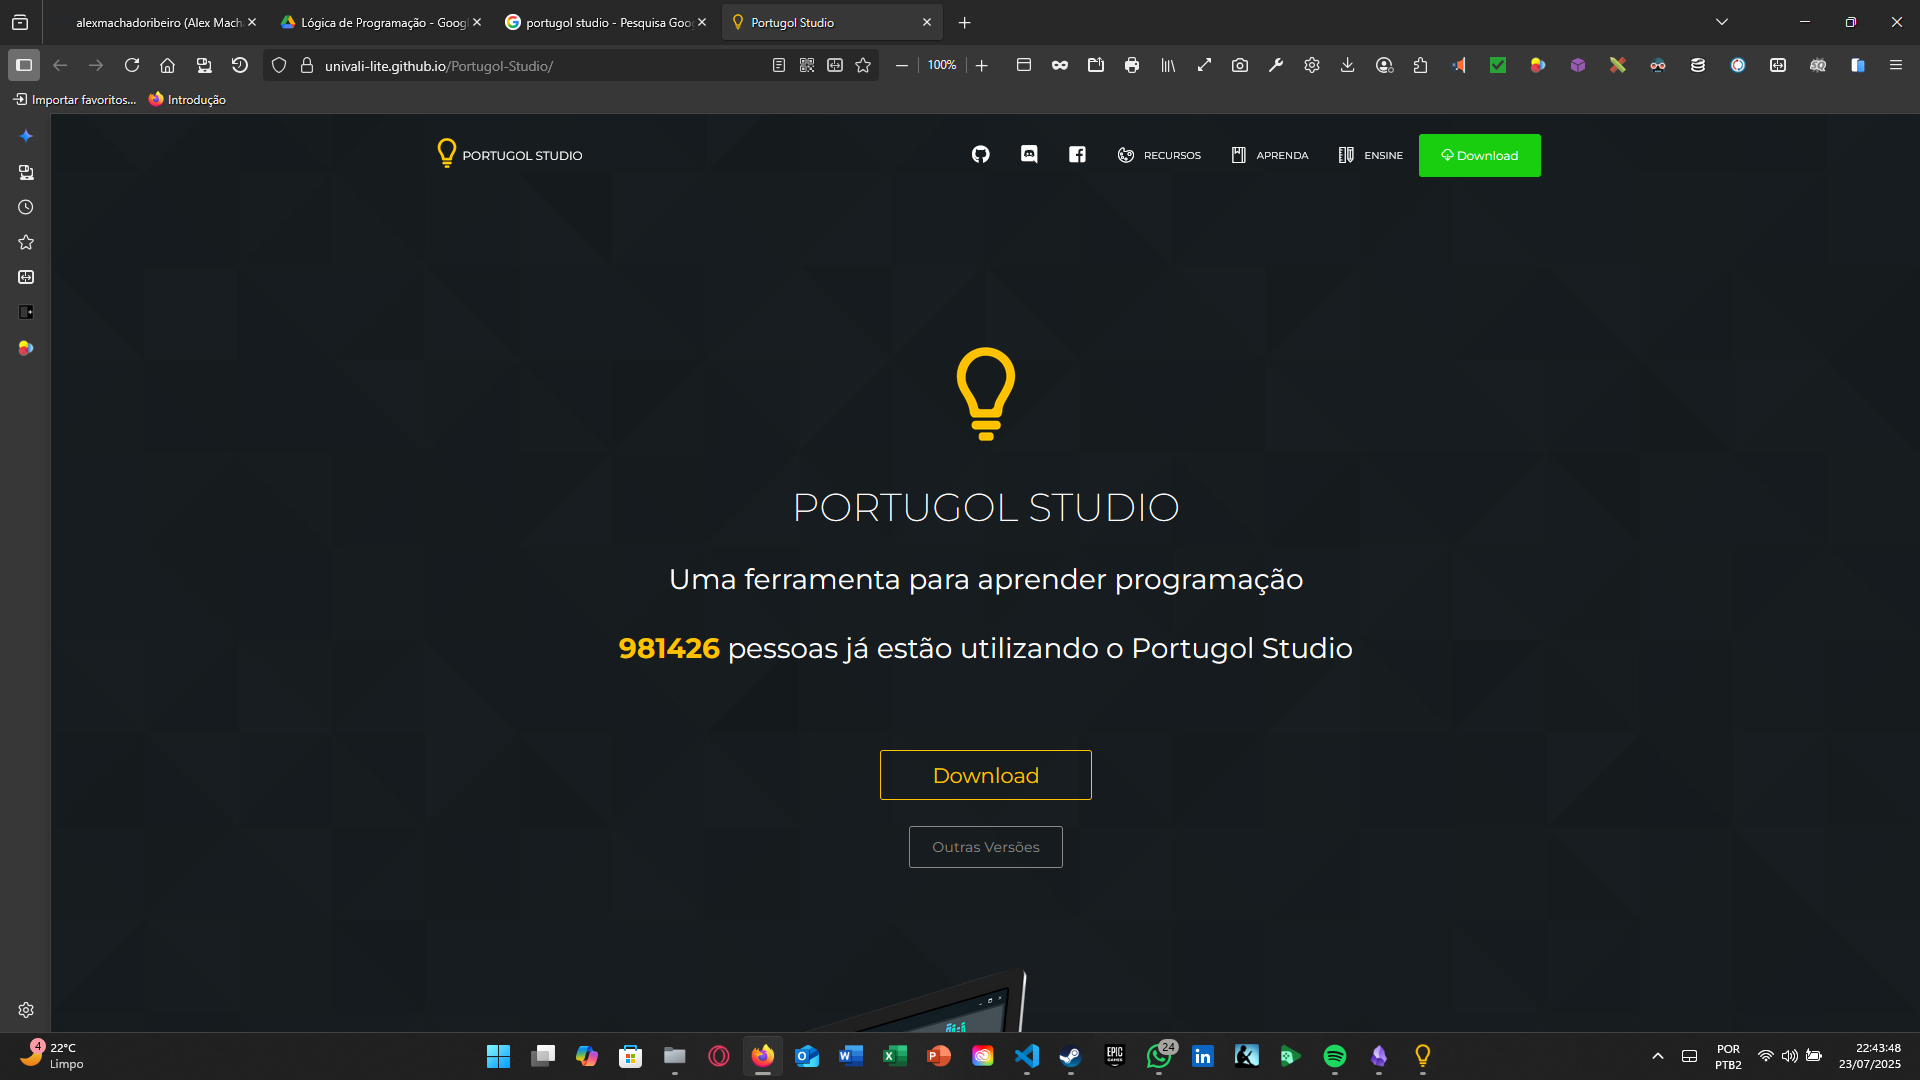 alexmachadoribeiro (Alex Mach
Lógica de Programação - Googl
portugol studio - Pesquisa Goo
Portugol Studio
univali-lite.github.io/Portugol-Studio/
100%
Importar favoritos...
Introdução
PORTUGOL STUDIO
RECURSOS
APRENDA
ENSINE
Download
PORTUGOL STUDIO
Uma ferramenta para aprender programação
981426 pessoas já estão utilizando o Portugol Studio
Download
Outras Versões
4
22°C
Limpo
EPIC
GAMES
24
POR
PTB2
22:43:48
23/07/2025